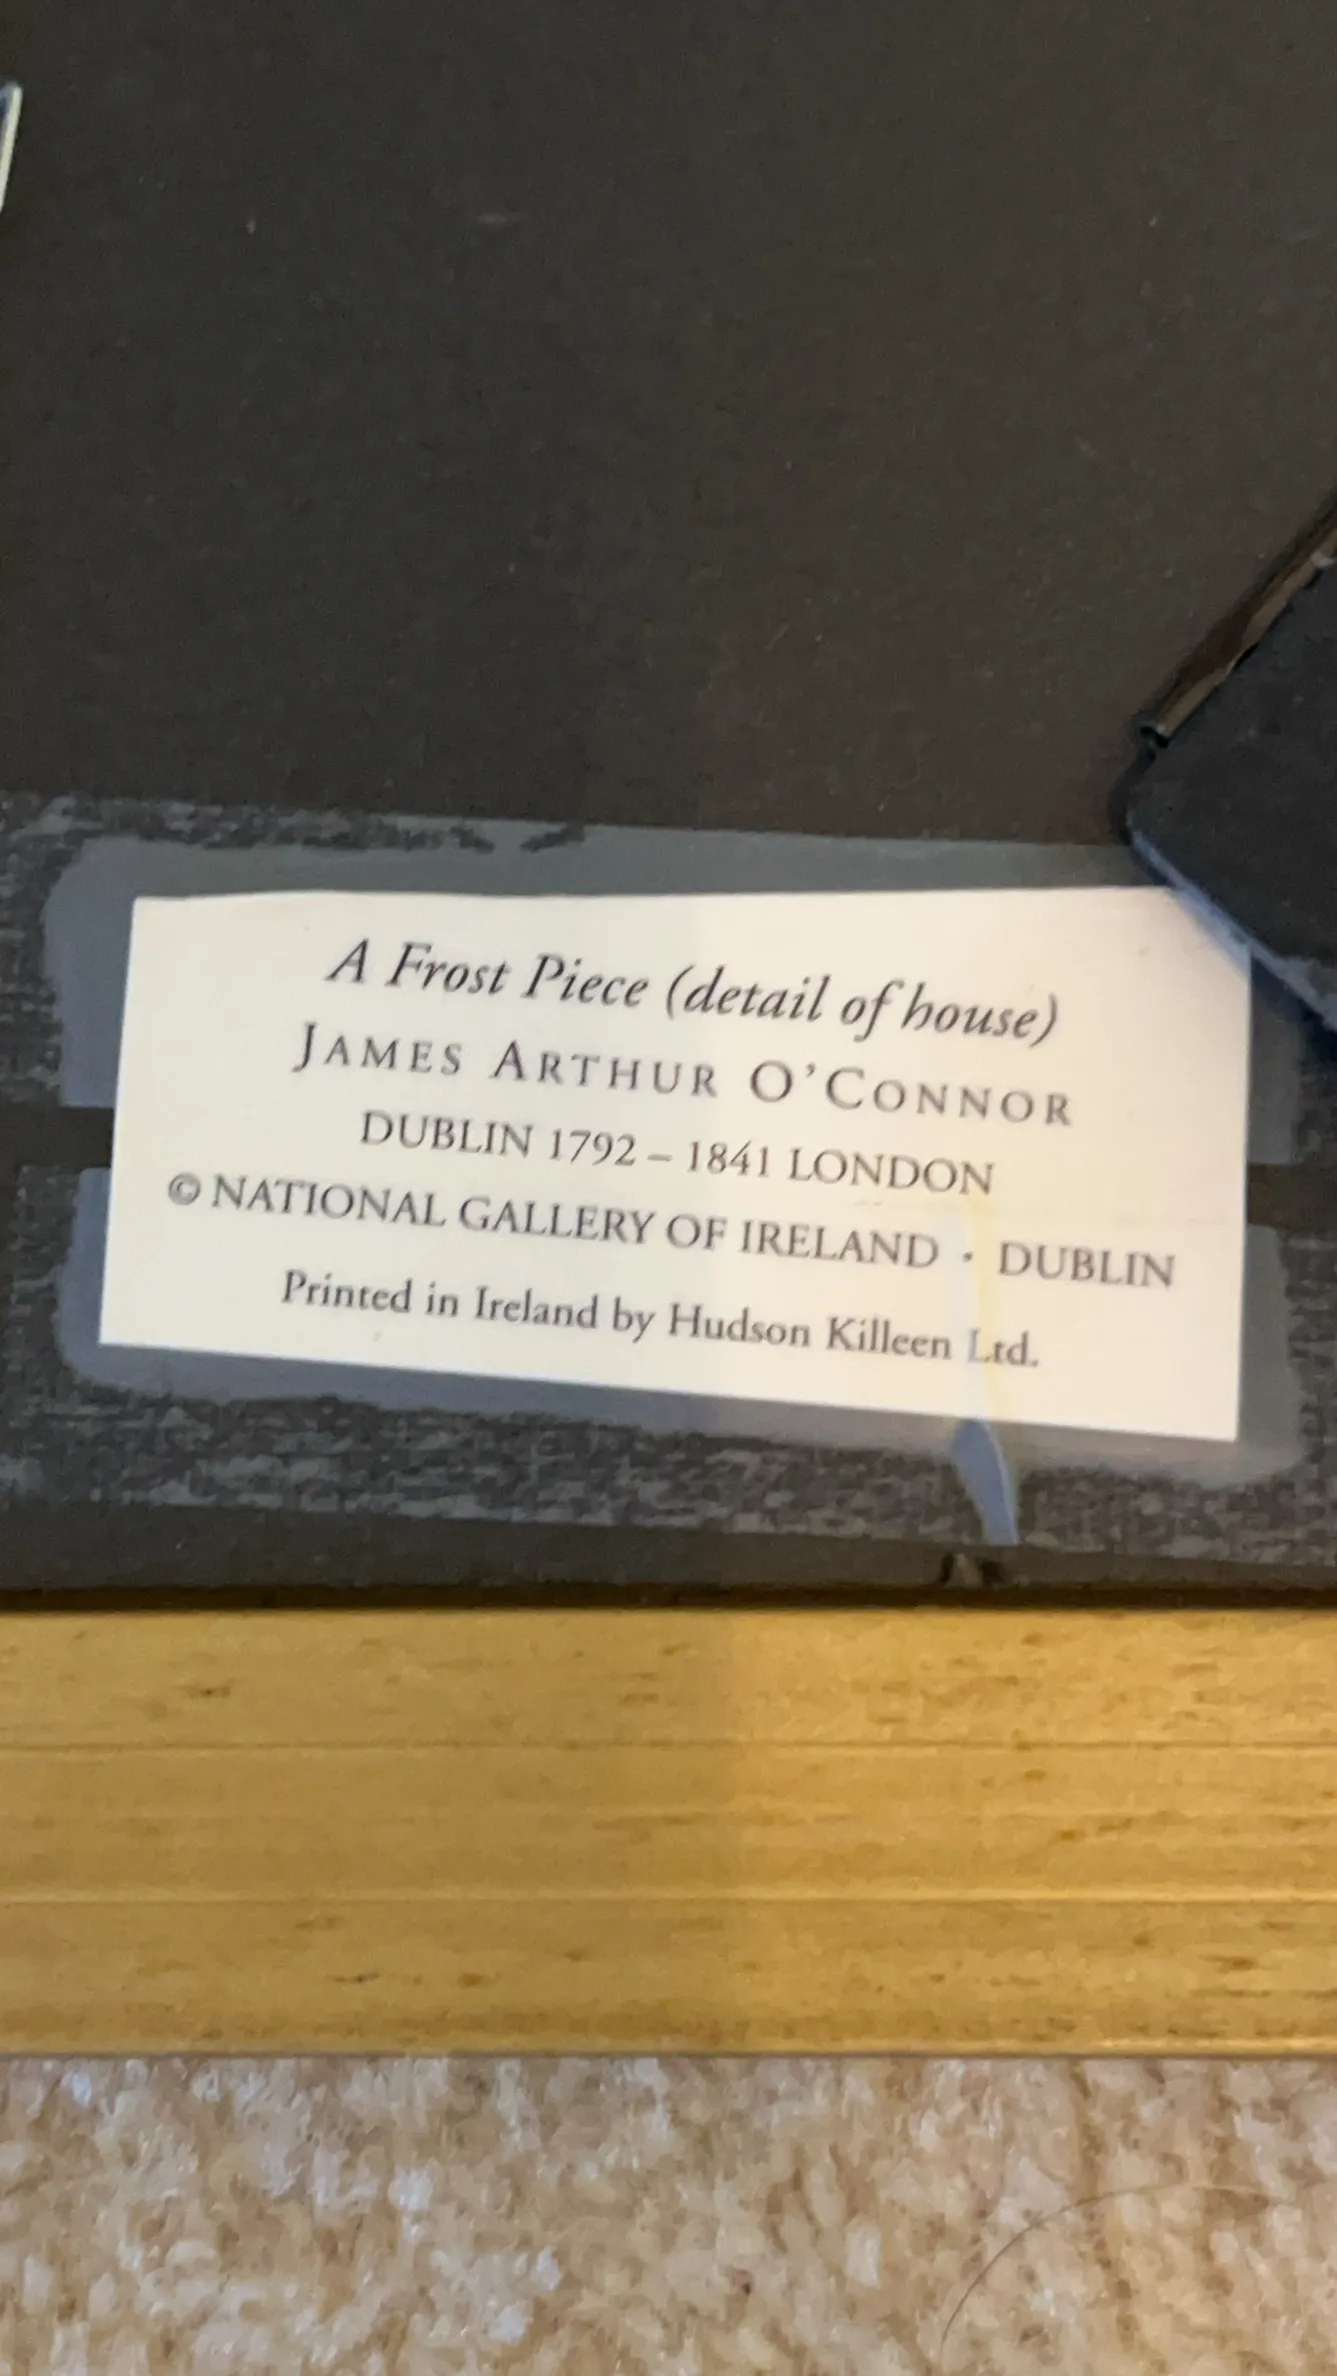 A Frost Piece (detail of house)
JAMES ARTHUR O’CONNOR
DUBLIN 1792 – 1841 LONDON
© NATIONAL GALLERY OF IRELAND · DUBLIN
Printed in Ireland by Hudson Killeen Ltd.